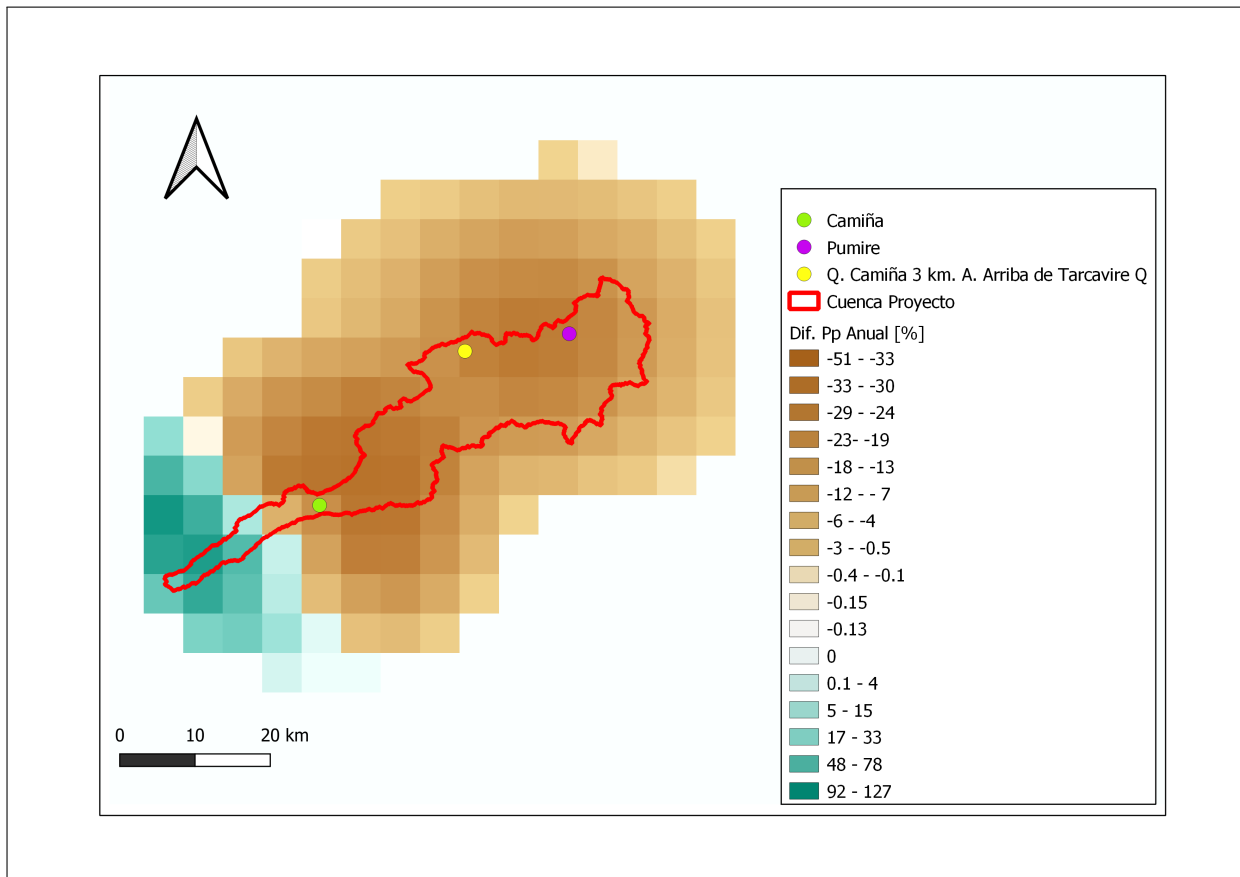 Camiña
Pumire
Q. Camiña 3 km. A. Arriba de Tarcavire Q
Cuenca Proyecto
Dif. Pp Anual [%]
-51 - -33
-33 - -30
-29 - -24
-23- -19
-18 - -13
-12 - - 7
-6 - -4
-3 - -0.5
-0.4 - -0.1
-0.15
-0.13
0
0.1 - 4
5 - 15
17 - 33
48 - 78
92 - 127
0 10 20 km